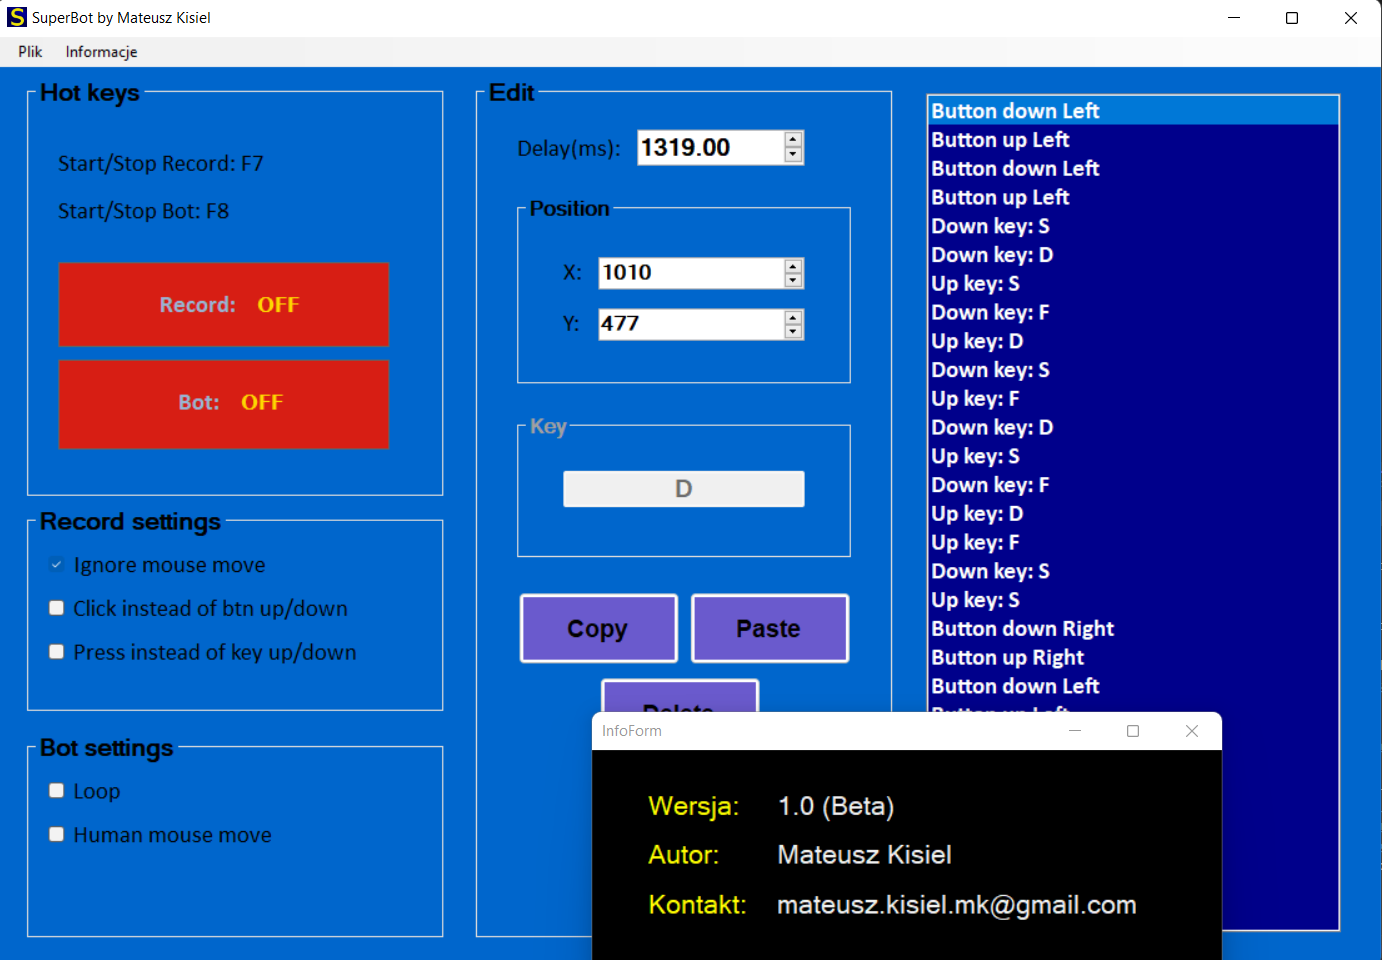 S SuperBot by Mateusz Kisiel
Plik Informacje
Hot keys
Start/Stop Record: F7
Start/Stop Bot: F8
Record: OFF
Bot: OFF
Record settings
Ignore mouse move
Click instead of btn up/down
Press instead of key up/down
Bot settings
Loop
Human mouse move
Edit
Delay(ms): 1319.00
Position
X: 1010
Y: 477
Key
D
Copy Paste
Delete
Button down Left
Button up Left
Button down Left
Button up Left
Down key: S
Down key: D
Up key: S
Down key: F
Up key: D
Down key: S
Up key: F
Down key: D
Up key: S
Down key: F
Up key: D
Up key: F
Down key: S
Up key: S
Button down Right
Button up Right
Button down Left
Button up Left
InfoForm
Wersja: 1.0 (Beta)
Autor: Mateusz Kisiel
Kontakt: mateusz.kisiel.mk@gmail.com